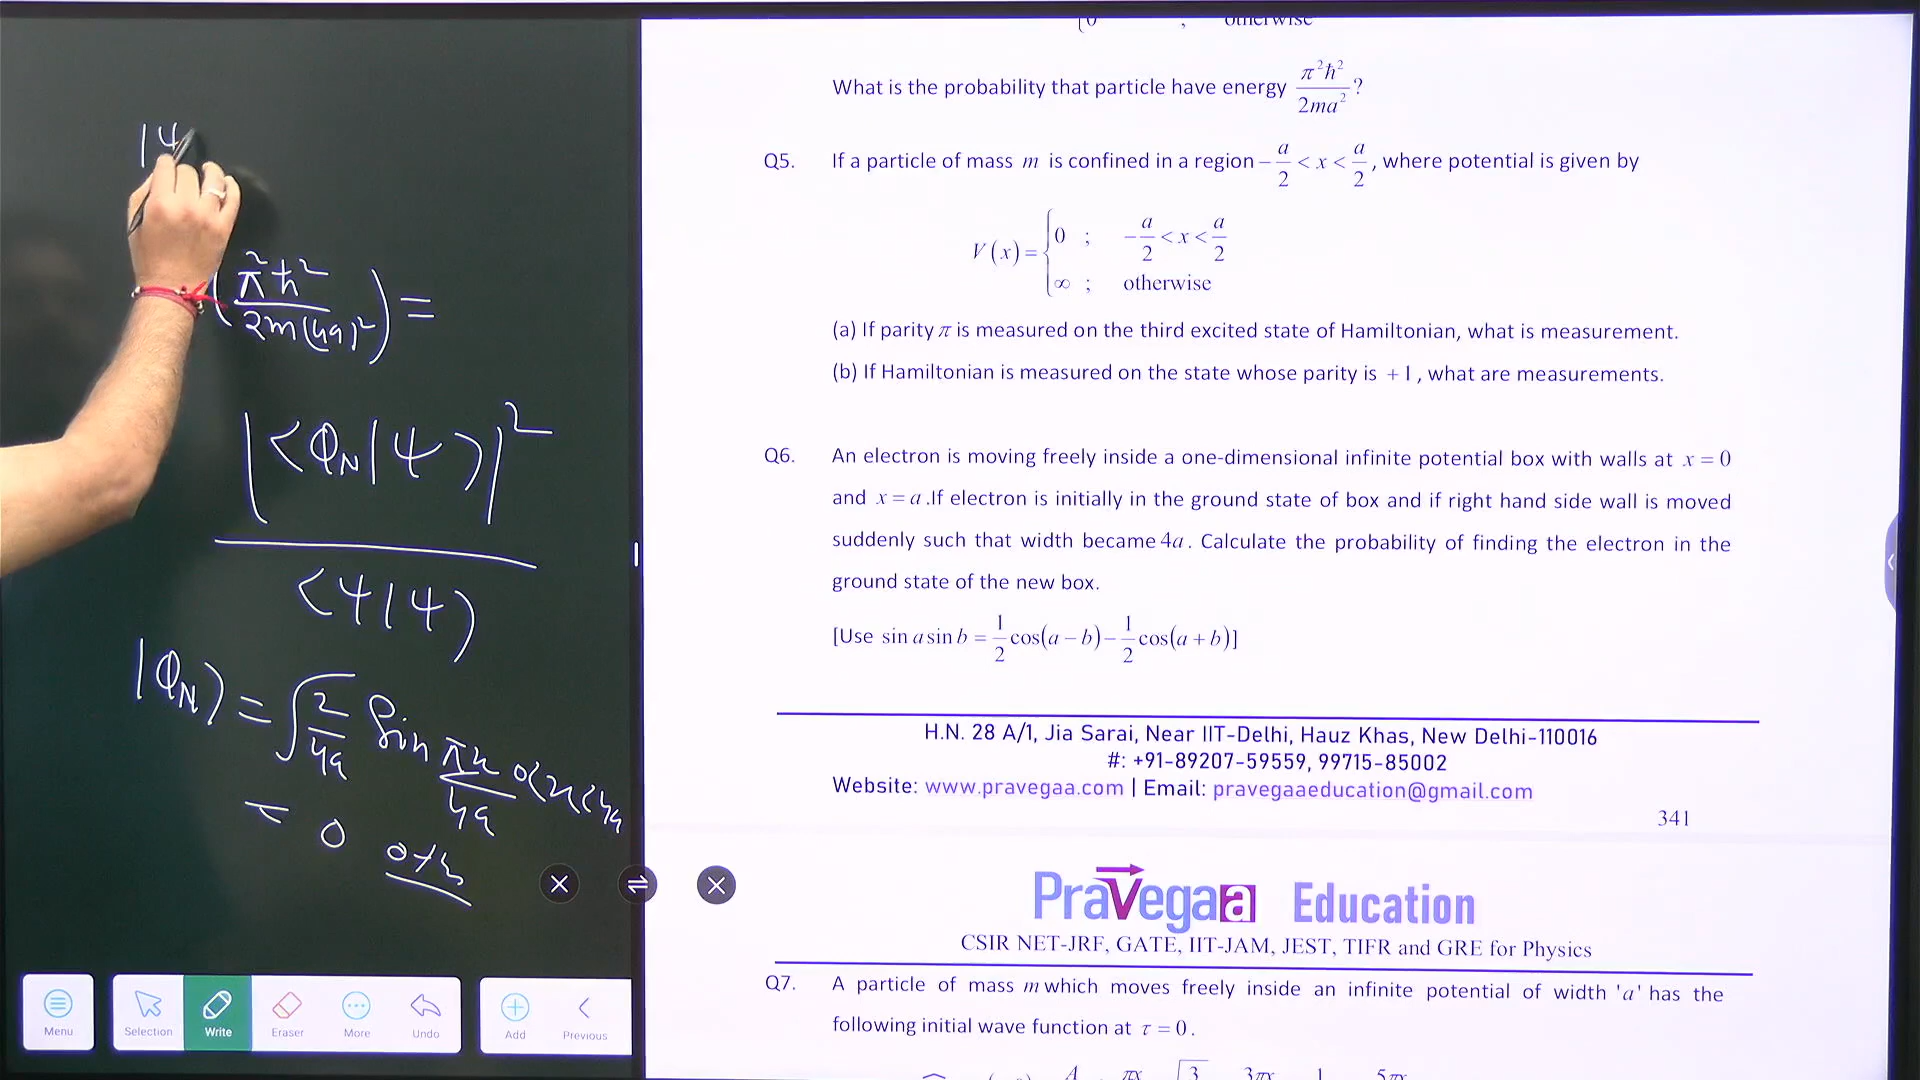 |ψ
(π²ħ²/2m(4a)²) =
|<Φ_N|ψ>|²
<ψ|ψ>
|Φ_N> = √(2/4a) Sin πx/4a 0<x<4a
= 0 oth
Menu
Selection
Write
Eraser
More
Undo
Add
Previous
0 ; otherwise
What is the probability that particle have energy π²ħ²/2ma² ?
Q5. If a particle of mass m is confined in a region −a/2 < x < a/2, where potential is given by
V(x) = { 0 ; −a/2 < x < a/2
∞ ; otherwise
(a) If parity π is measured on the third excited state of Hamiltonian, what is measurement.
(b) If Hamiltonian is measured on the state whose parity is +1, what are measurements.
Q6. An electron is moving freely inside a one-dimensional infinite potential box with walls at x = 0
and x = a .If electron is initially in the ground state of box and if right hand side wall is moved
suddenly such that width became 4a. Calculate the probability of finding the electron in the
ground state of the new box.
[Use sin a sin b = 1/2 cos(a − b) − 1/2 cos(a + b)]
H.N. 28 A/1, Jia Sarai, Near IIT-Delhi, Hauz Khas, New Delhi-110016
#: +91-89207-59559, 99715-85002
Website: www.pravegaa.com | Email: pravegaaeducation@gmail.com
341
Pravegaa Education
CSIR NET-JRF, GATE, IIT-JAM, JEST, TIFR and GRE for Physics
Q7. A particle of mass m which moves freely inside an infinite potential of width 'a' has the
following initial wave function at τ = 0.